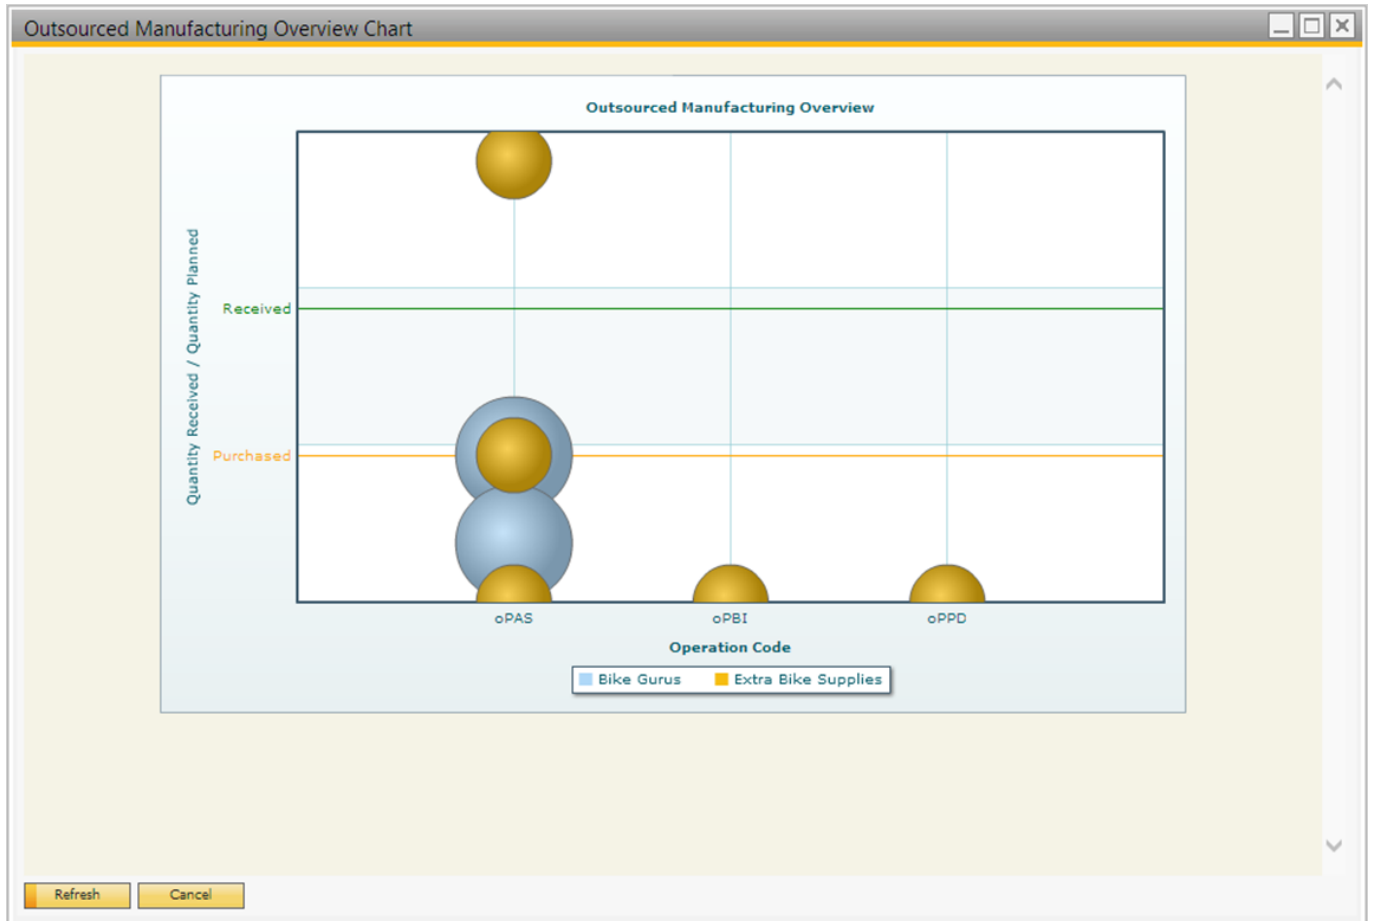 Outsourced Manufacturing Overview Chart
Outsourced Manufacturing Overview
Quantity Received / Quantity Planned
Received
Purchased
oPAS oPBI oPPD
Operation Code
Bike Gurus Extra Bike Supplies
Refresh Cancel